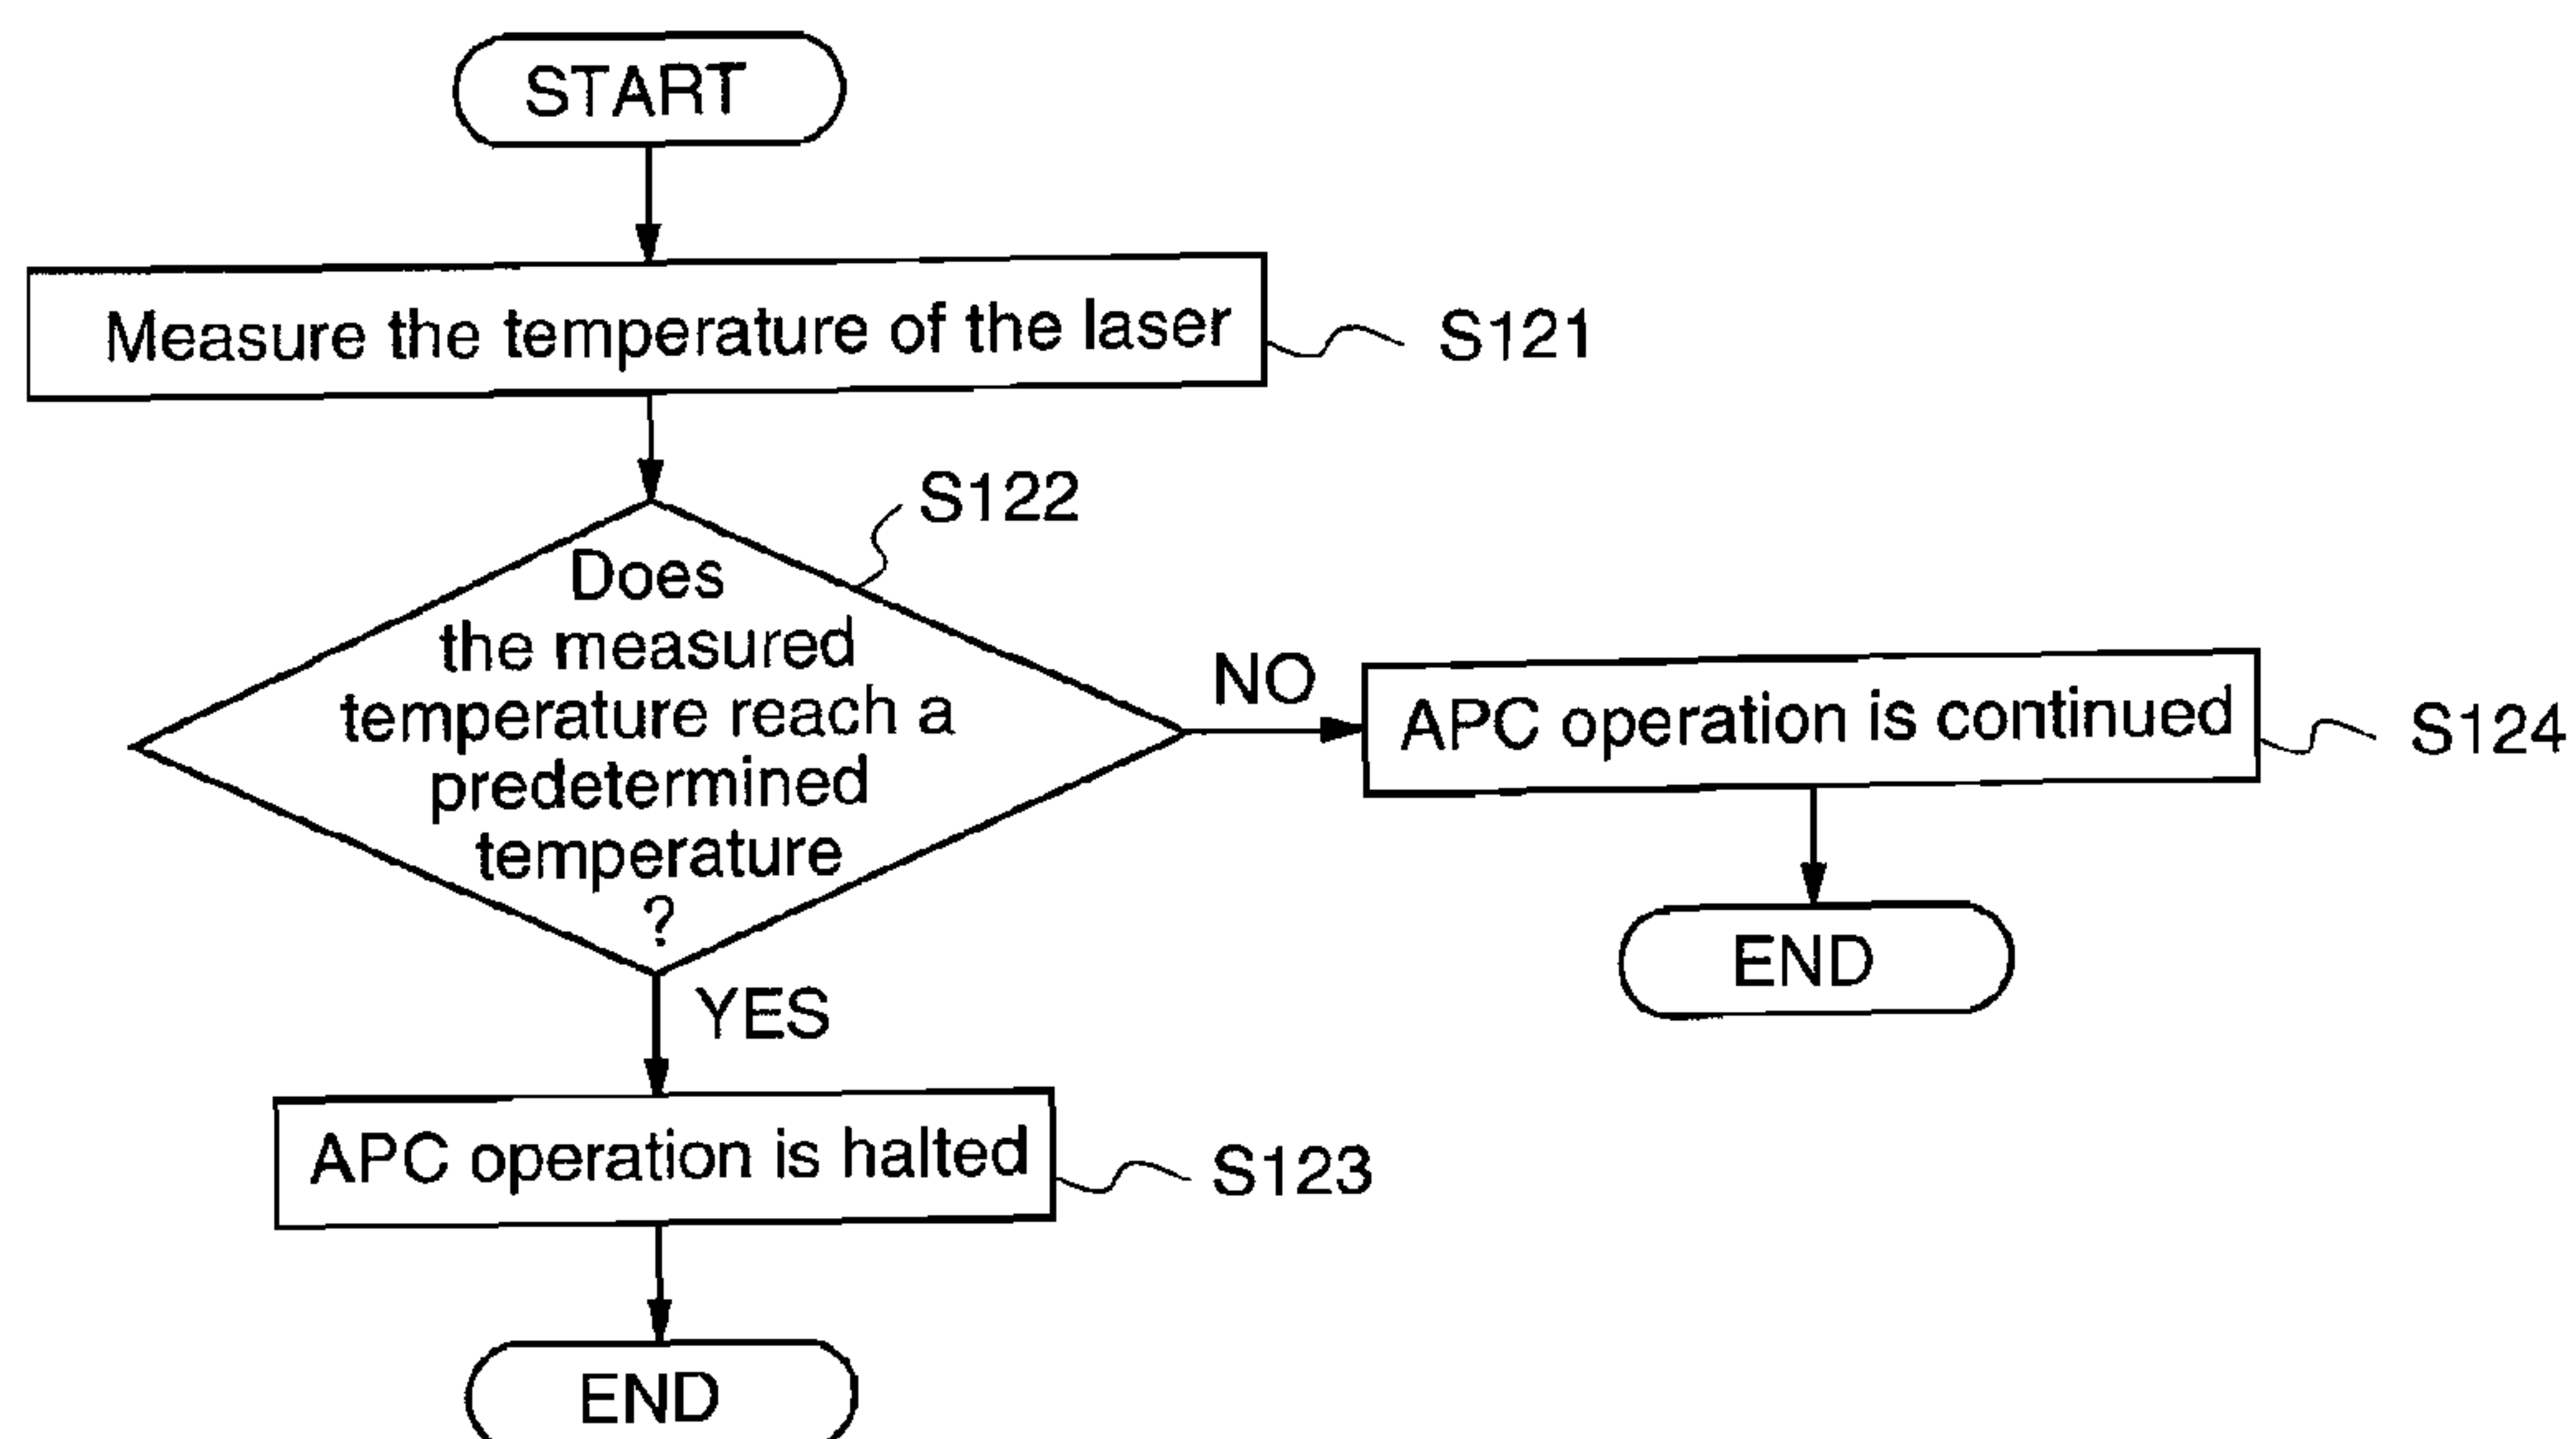 START
Measure the temperature of the laser
S121
S122
Does
the measured
temperature reach a
predetermined
temperature
?
NO
APC operation is continued
S124
END
YES
APC operation is halted
S123
END